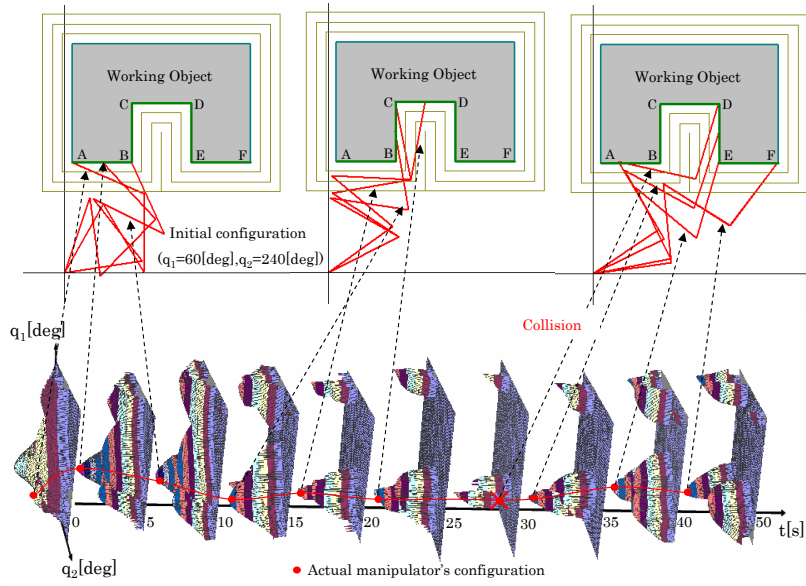 Working Object
C D
A B E F
Initial configuration
(q1=60[deg],q2=240[deg])
Working Object
C D
A B E F
Working Object
C D
A B E F
Collision
q1[deg]
0 5 10 15 20 25 30 35 40 45 50
t[s]
q2[deg]
Actual manipulator's configuration